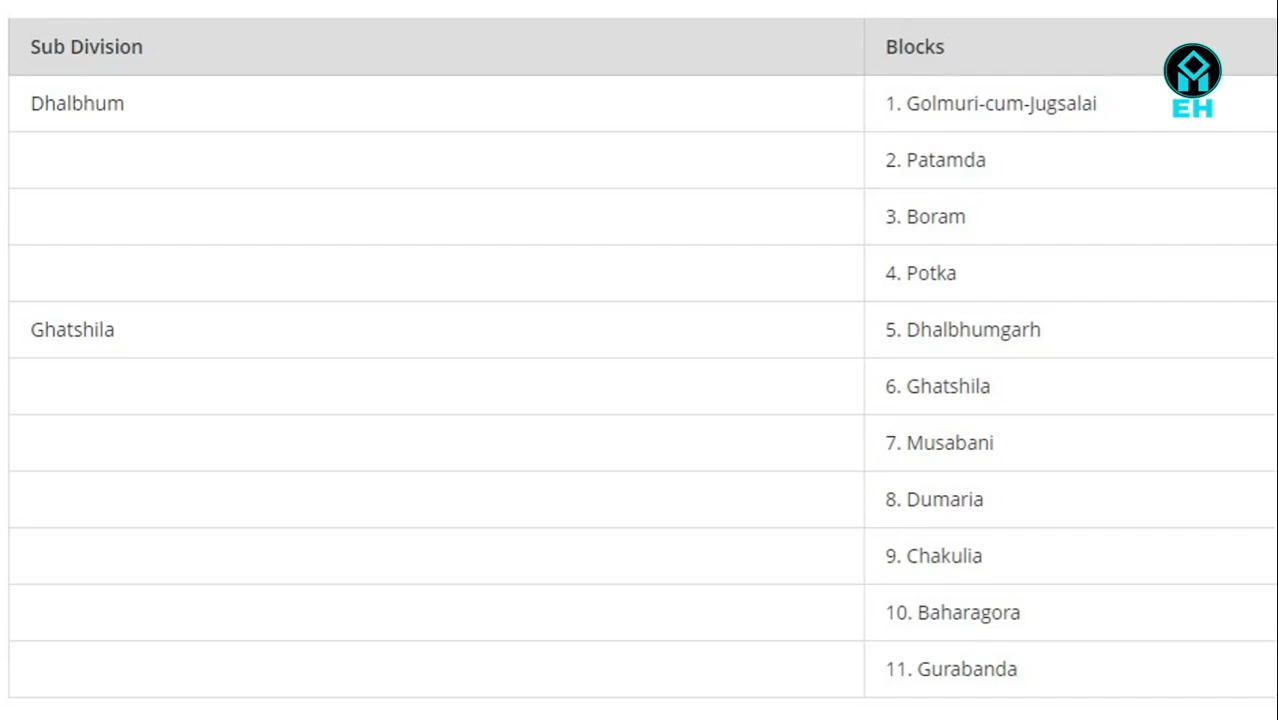 Sub Division Blocks
Dhalbhum 1. Golmuri-cum-Jugsalai
EH
2. Patamda
3. Boram
4. Potka
Ghatshila 5. Dhalbhumgarh
6. Ghatshila
7. Musabani
8. Dumaria
9. Chakulia
10. Baharagora
11. Gurabanda